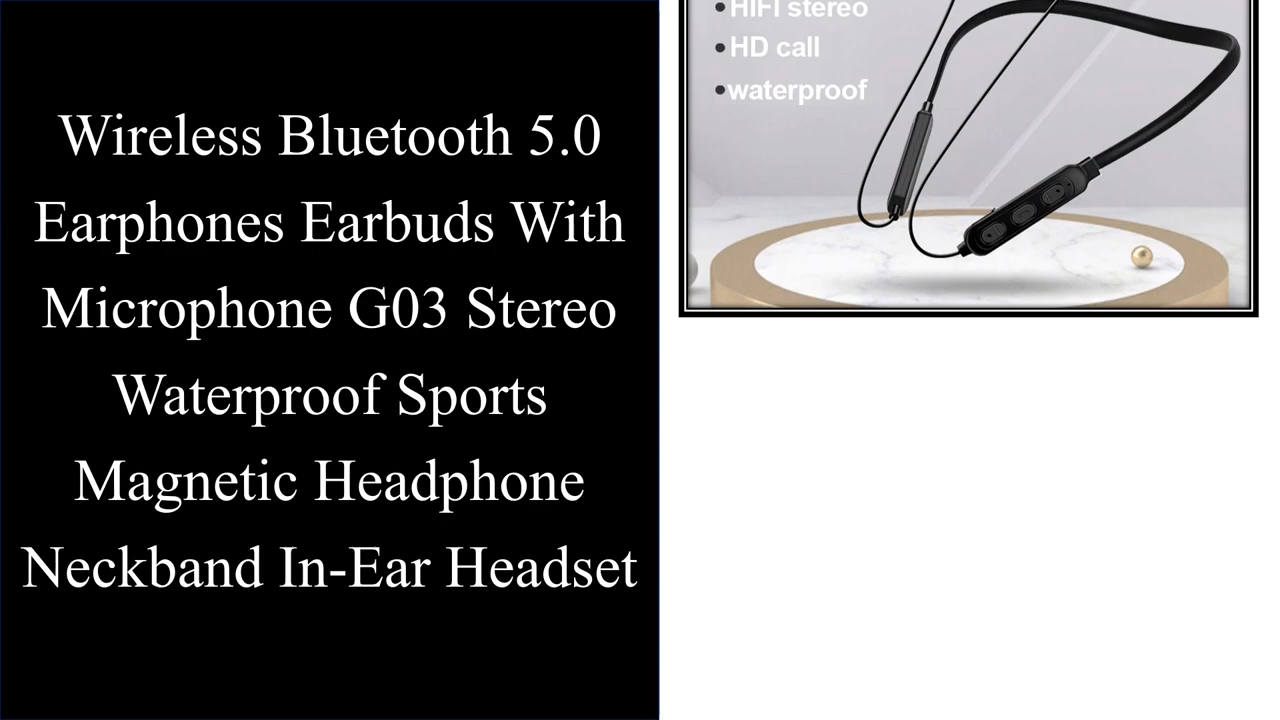 Wireless Bluetooth 5.0
Earphones Earbuds With
Microphone G03 Stereo
Waterproof Sports
Magnetic Headphone
Neckband In-Ear Headset
•HIFI stereo
•HD call
•waterproof